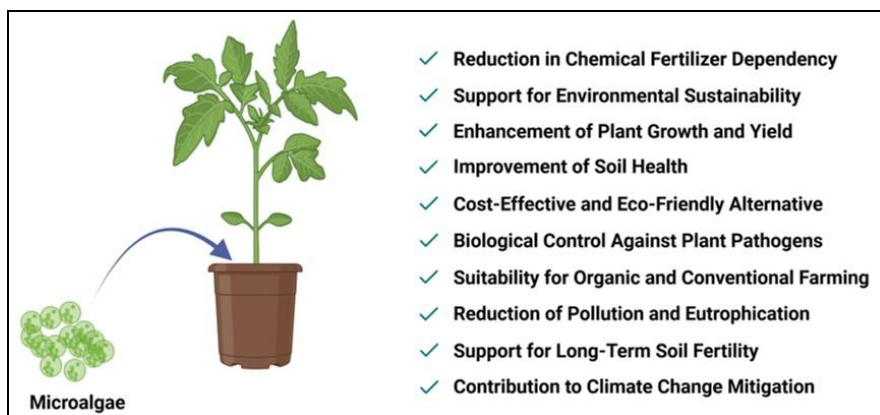 Reduction in Chemical Fertilizer Dependency
Support for Environmental Sustainability
Enhancement of Plant Growth and Yield
Improvement of Soil Health
Cost-Effective and Eco-Friendly Alternative
Biological Control Against Plant Pathogens
Suitability for Organic and Conventional Farming
Reduction of Pollution and Eutrophication
Support for Long-Term Soil Fertility
Contribution to Climate Change Mitigation
Microalgae